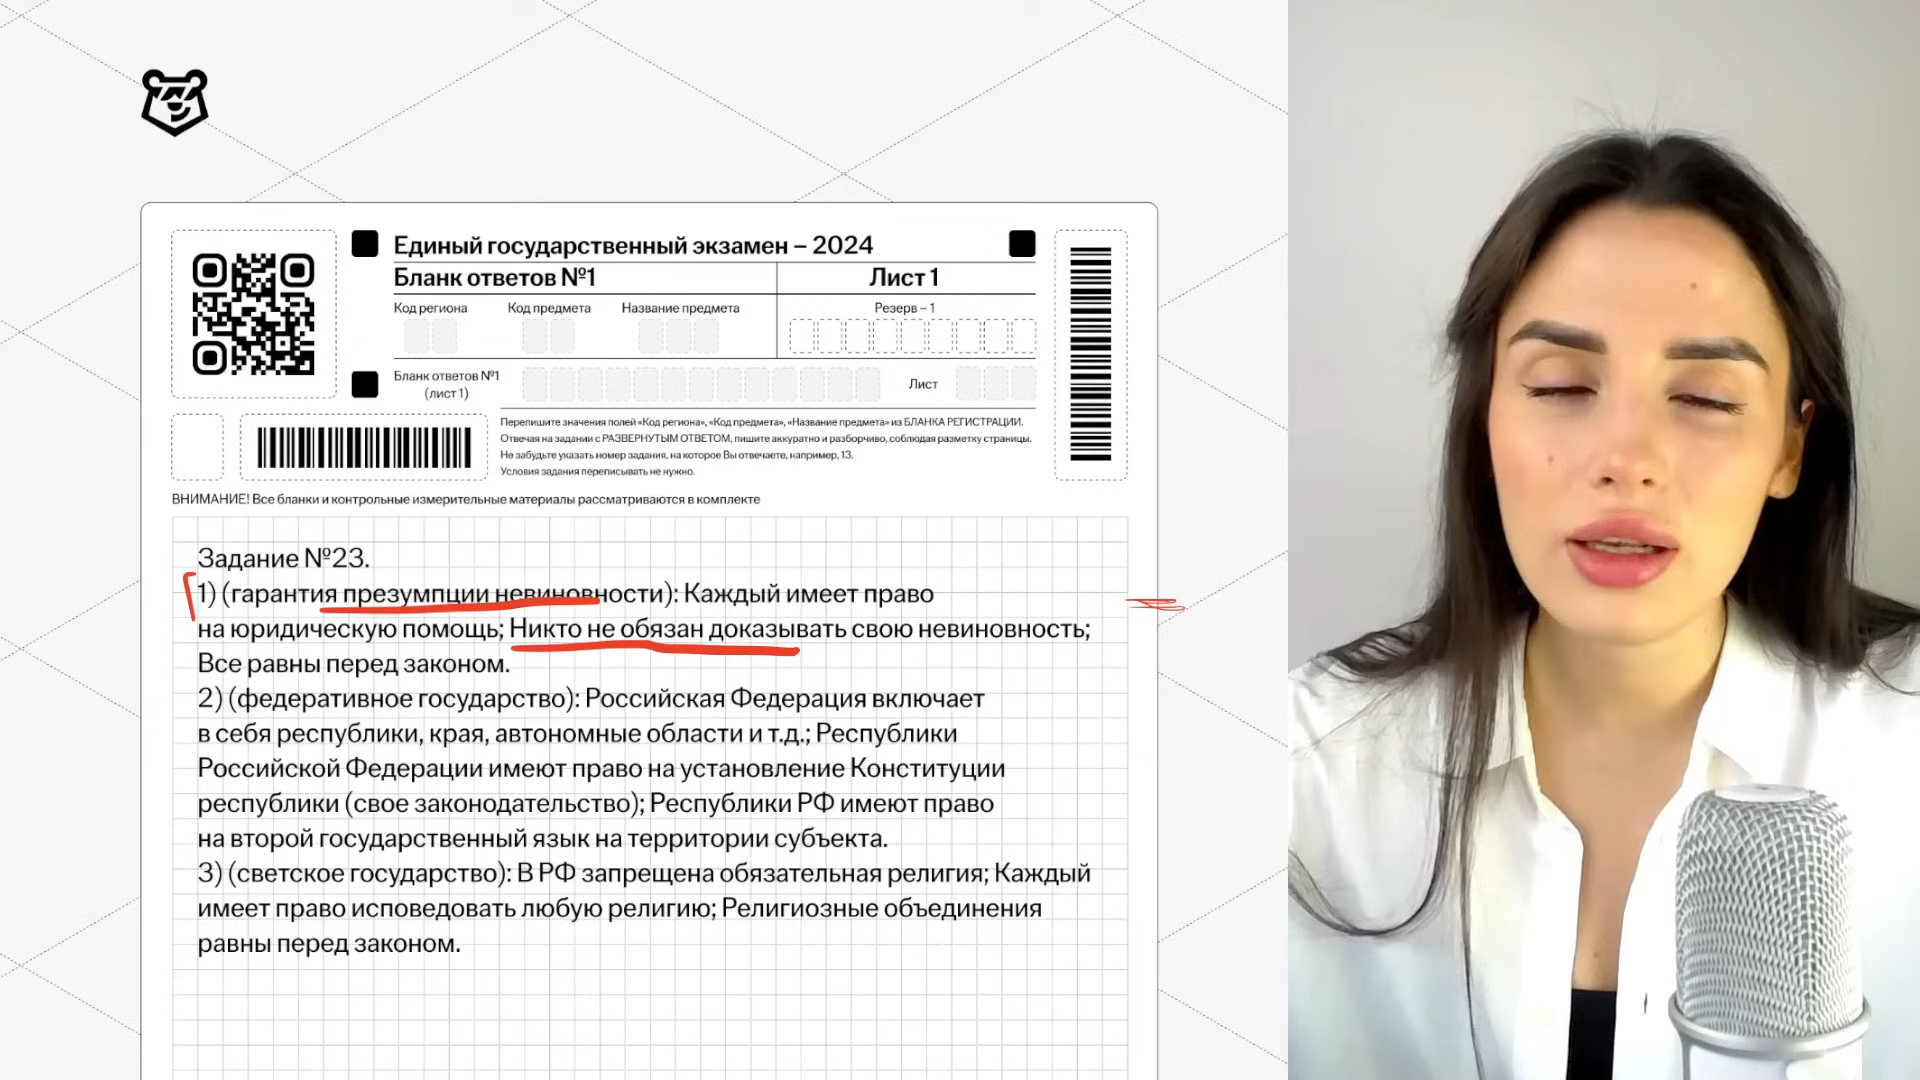 Единый государственный экзамен – 2024
Бланк ответов №1
Лист 1
Код региона
Код предмета
Название предмета
Резерв – 1
Бланк ответов №1
(лист 1)
Лист
Перепишите значения полей «Код региона», «Код предмета», «Название предмета» из БЛАНКА РЕГИСТРАЦИИ.
Отвечая на задании с РАЗВЕРНУТЫМ ОТВЕТОМ, пишите аккуратно и разборчиво, соблюдая разметку страницы.
Не забудьте указать номер задания, на которое Вы отвечаете, например, 13.
Условия задания переписывать не нужно.
ВНИМАНИЕ! Все бланки и контрольные измерительные материалы рассматриваются в комплекте
Задание №23.
1) (гарантия презумпции невиновности): Каждый имеет право
на юридическую помощь; Никто не обязан доказывать свою невиновность;
Все равны перед законом.
2) (федеративное государство): Российская Федерация включает
в себя республики, края, автономные области и т.д.; Республики
Российской Федерации имеют право на установление Конституции
республики (свое законодательство); Республики РФ имеют право
на второй государственный язык на территории субъекта.
3) (светское государство): В РФ запрещена обязательная религия; Каждый
имеет право исповедовать любую религию; Религиозные объединения
равны перед законом.